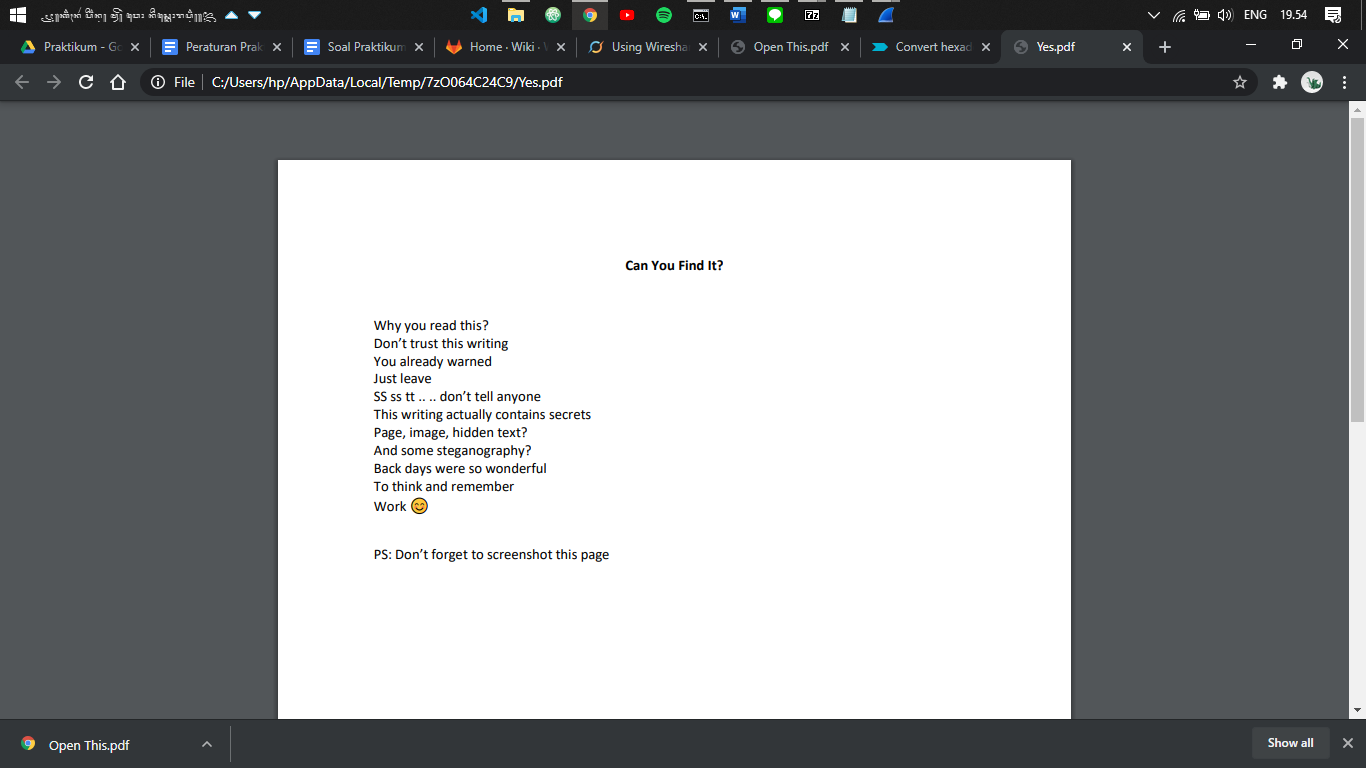 ENG
19.54
Praktikum - Go
Peraturan Prak
Soal Praktikum
Home · Wiki ·
Using Wiresha
Open This.pdf
Convert hexad
Yes.pdf
File
C:/Users/hp/AppData/Local/Temp/7zO064C24C9/Yes.pdf
Can You Find It?
Why you read this?
Don’t trust this writing
You already warned
Just leave
SS ss tt .. .. don’t tell anyone
This writing actually contains secrets
Page, image, hidden text?
And some steganography?
Back days were so wonderful
To think and remember
Work 😊
PS: Don’t forget to screenshot this page
Open This.pdf
Show all